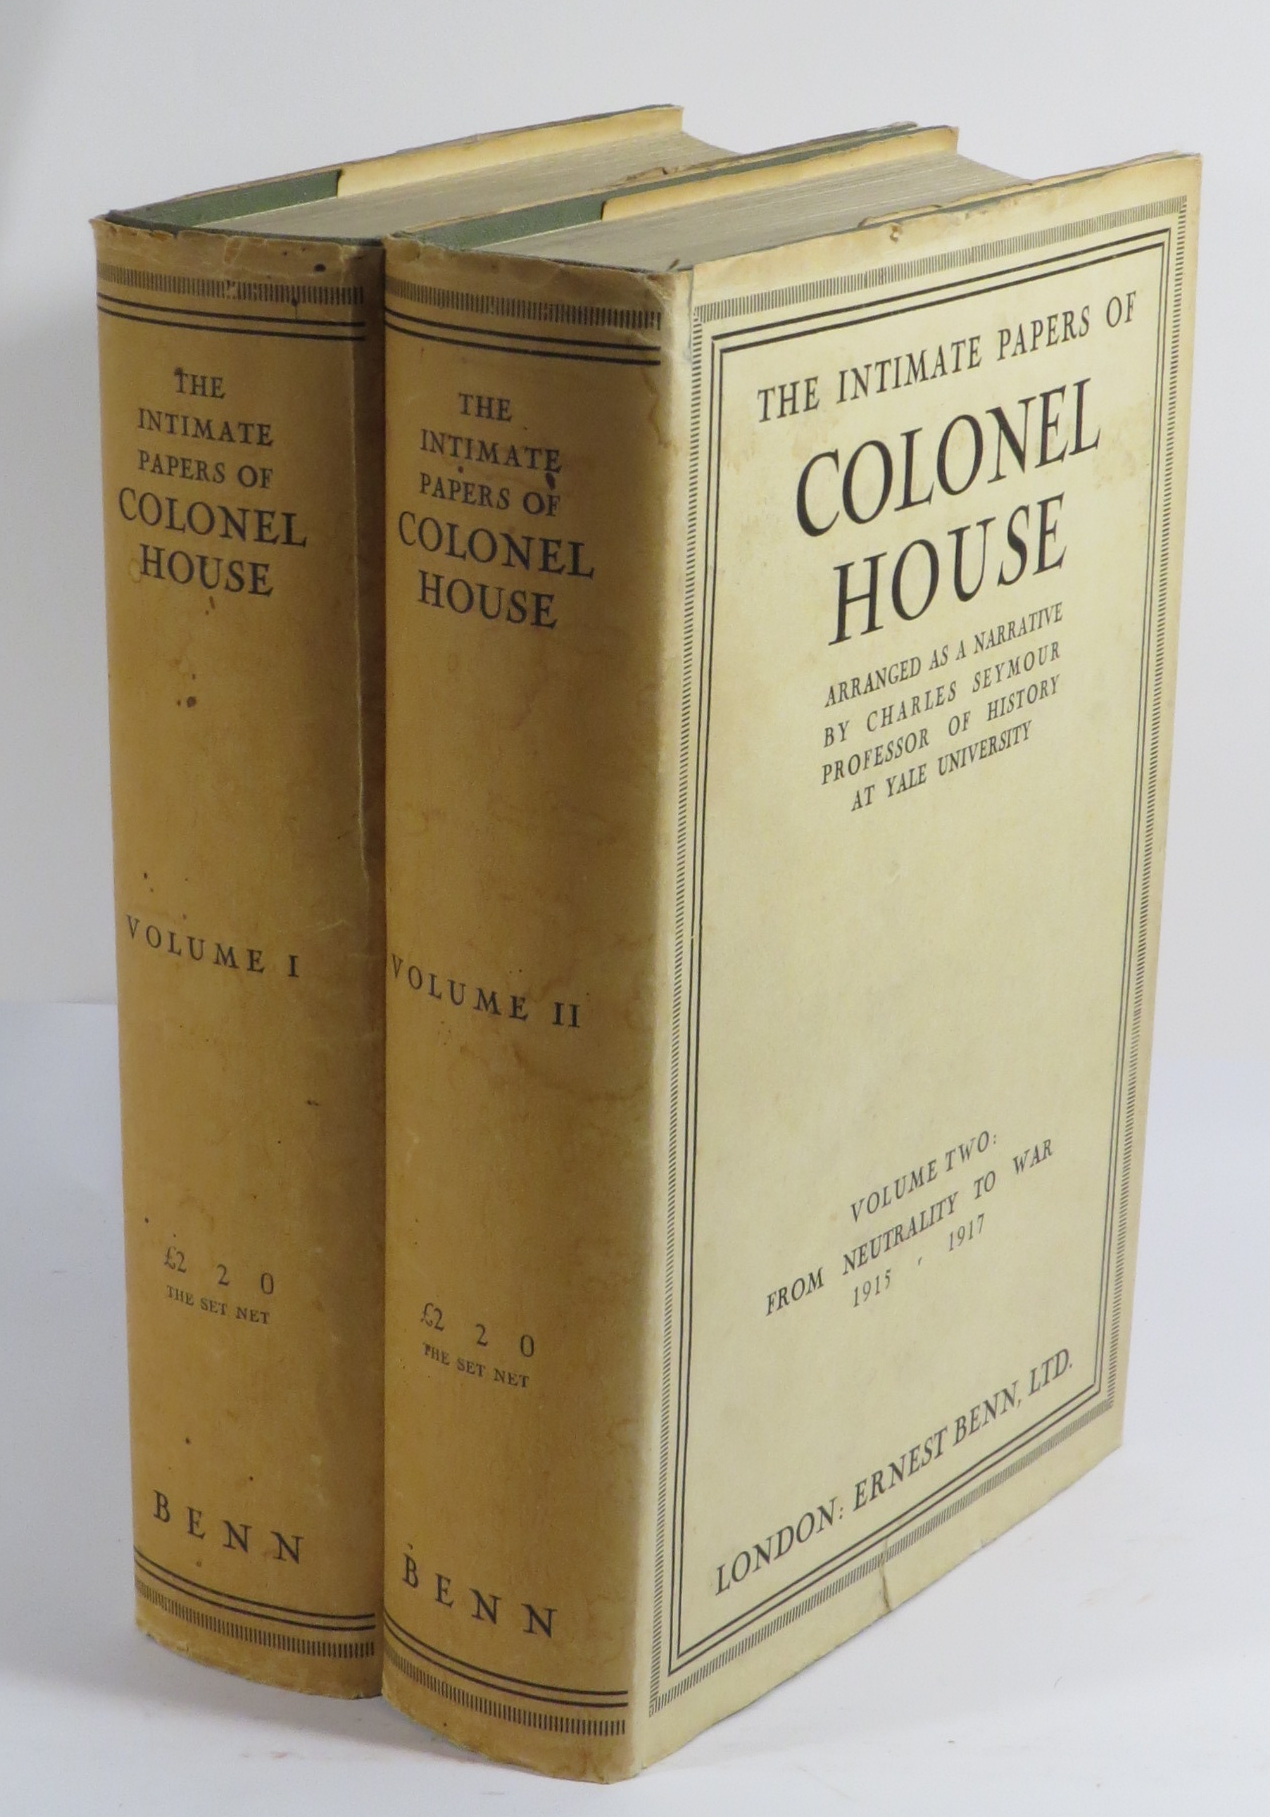 THE
INTIMATE
PAPERS OF
COLONEL
HOUSE
VOLUME I
£2 2 0
THE SET NET
BENN
THE
INTIMATE
PAPERS OF
COLONEL
HOUSE
VOLUME II
£2 2 0
THE SET NET
BENN
THE INTIMATE PAPERS OF
COLONEL
HOUSE
ARRANGED AS A NARRATIVE
BY CHARLES SEYMOUR
PROFESSOR OF HISTORY
AT YALE UNIVERSITY
VOLUME TWO:
FROM NEUTRALITY TO WAR
1915 ' 1917
LONDON: ERNEST BENN, LTD.